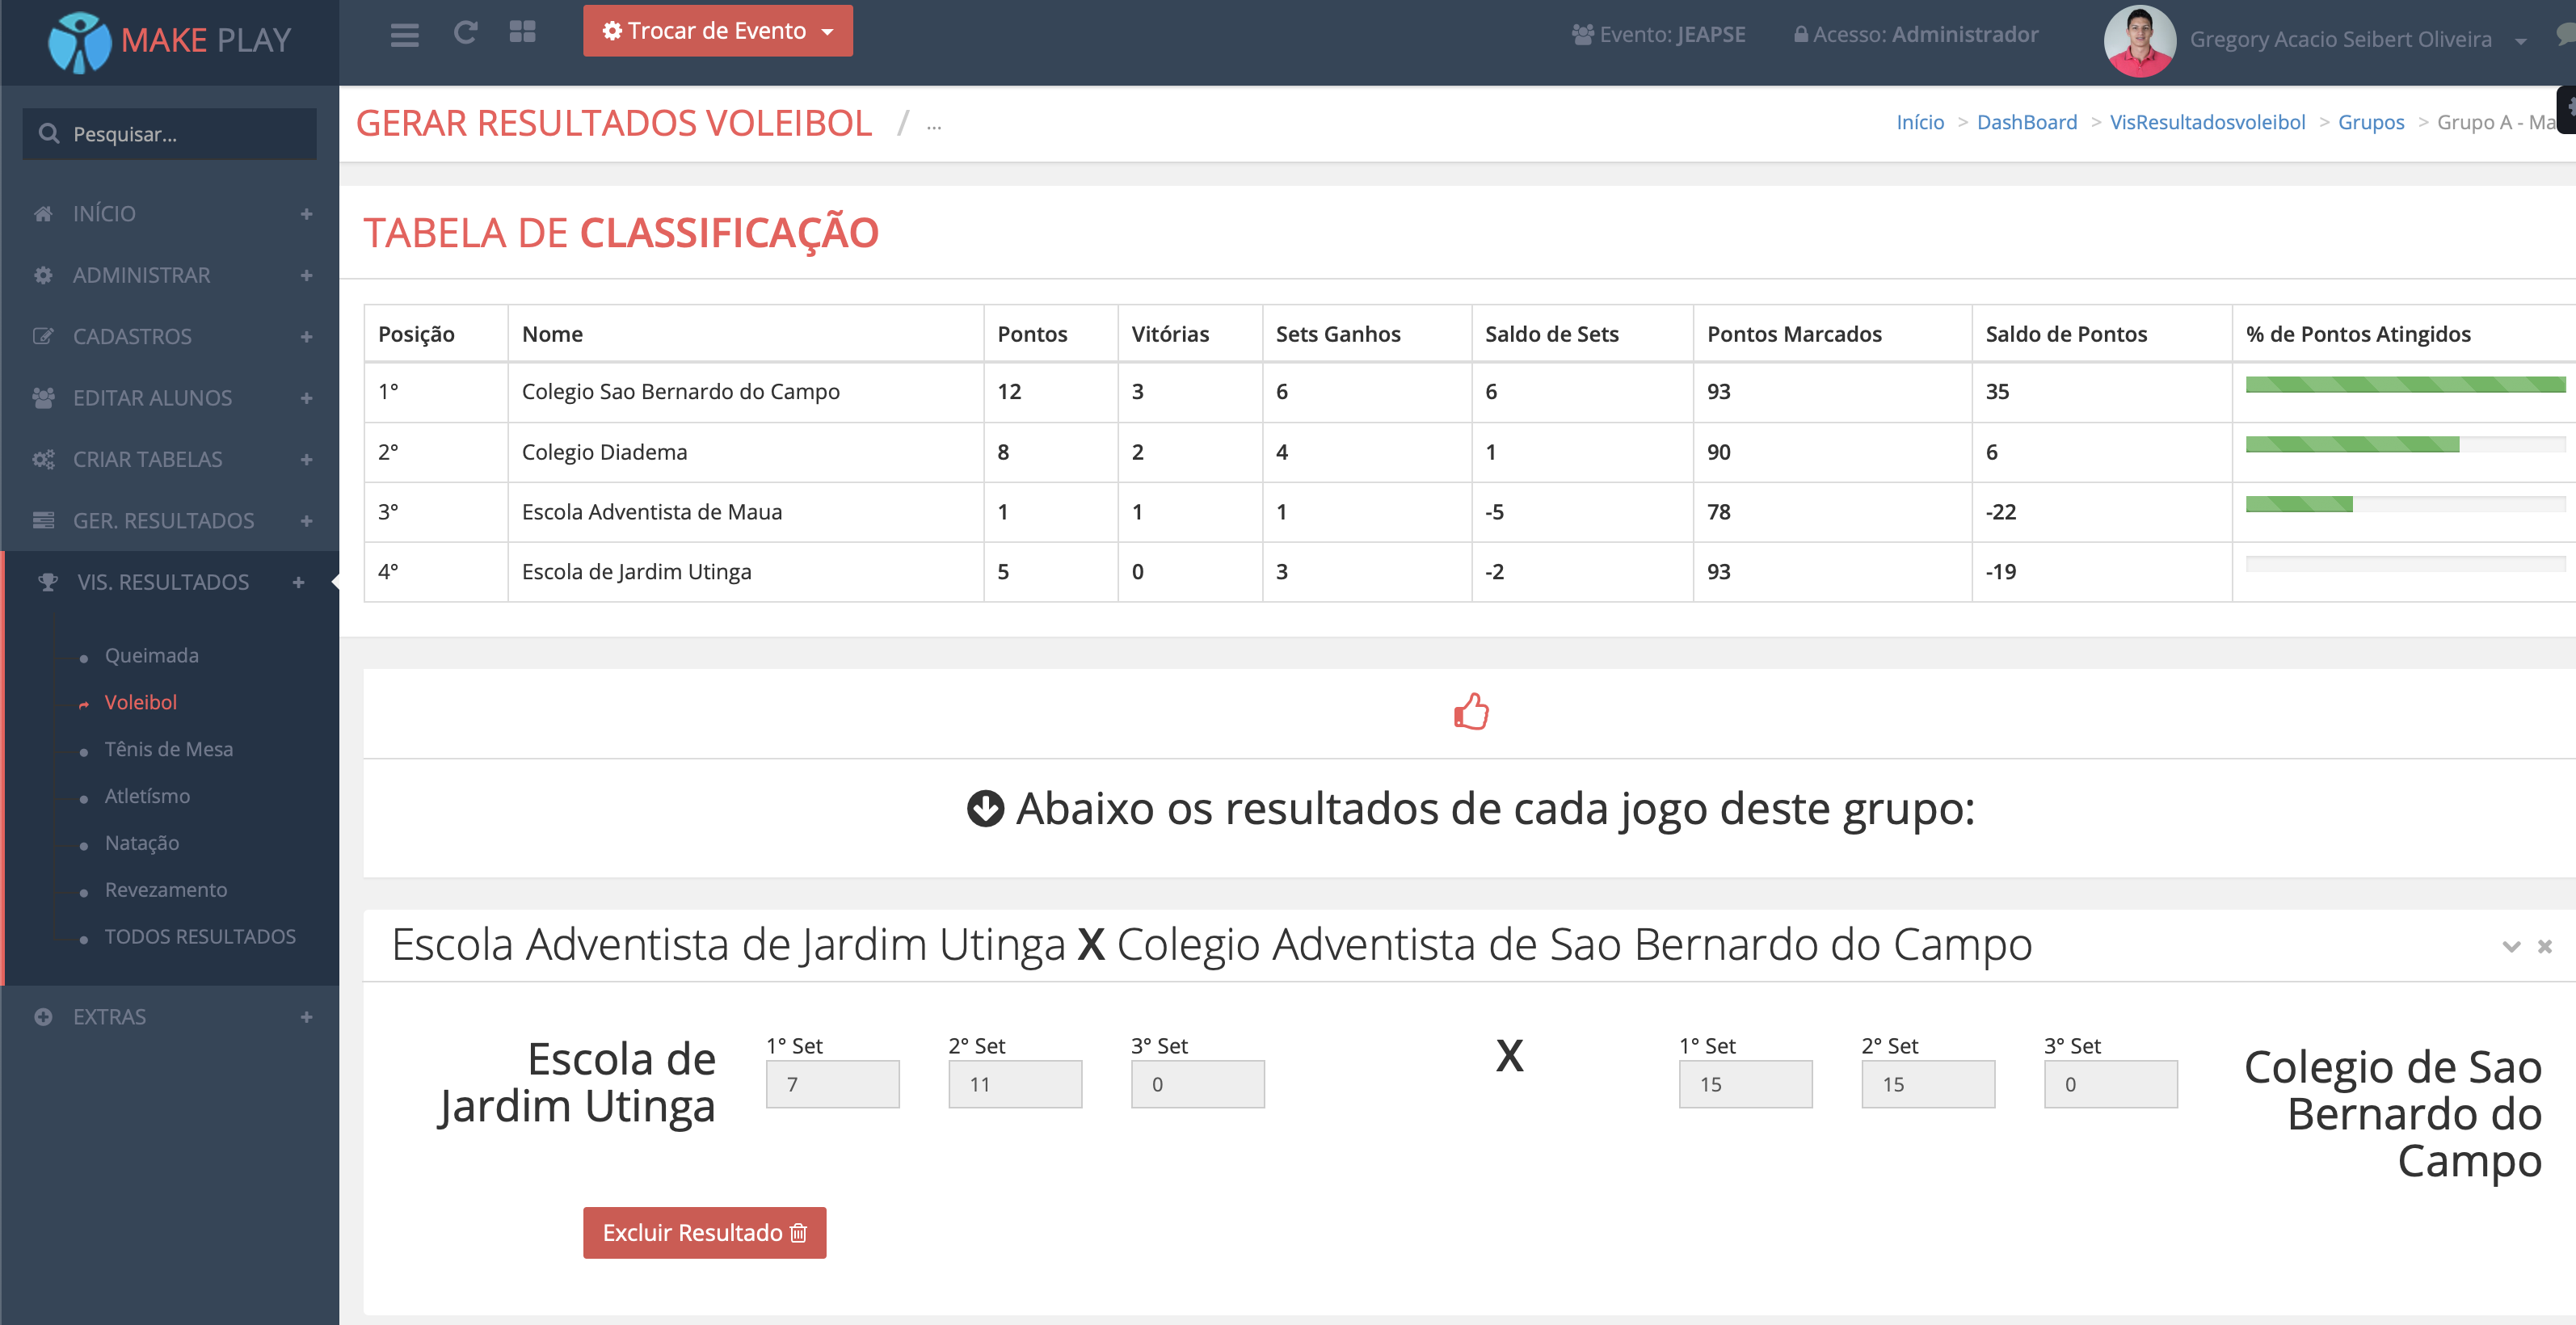 MAKE PLAY
Trocar de Evento
Evento: JEAPSE
Acesso: Administrador
Gregory Acacio Seibert Oliveira
Pesquisar...
INÍCIO
ADMINISTRAR
CADASTROS
EDITAR ALUNOS
CRIAR TABELAS
GER. RESULTADOS
VIS. RESULTADOS
Queimada
Voleibol
Tênis de Mesa
Atletísmo
Natação
Revezamento
TODOS RESULTADOS
EXTRAS
GERAR RESULTADOS VOLEIBOL / ...
Início > DashBoard > VisResultadosvoleibol > Grupos > Grupo A - Ma
TABELA DE CLASSIFICAÇÃO
Posição Nome Pontos Vitórias Sets Ganhos Saldo de Sets Pontos Marcados Saldo de Pontos % de Pontos Atingidos
1° Colegio Sao Bernardo do Campo 12 3 6 6 93 35
2° Colegio Diadema 8 2 4 1 90 6
3° Escola Adventista de Maua 1 1 1 -5 78 -22
4° Escola de Jardim Utinga 5 0 3 -2 93 -19
Abaixo os resultados de cada jogo deste grupo:
Escola Adventista de Jardim Utinga X Colegio Adventista de Sao Bernardo do Campo
Escola de
Jardim Utinga
1° Set 2° Set 3° Set
7 11 0
X
1° Set 2° Set 3° Set
15 15 0
Colegio de Sao
Bernardo do
Campo
Excluir Resultado